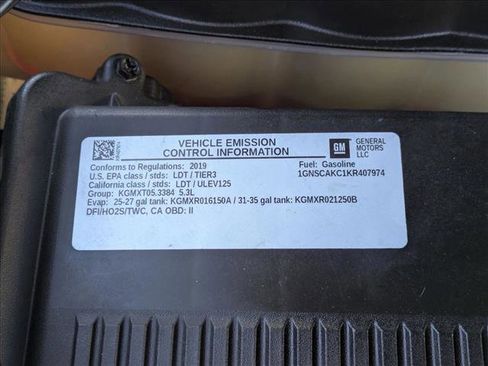 VEHICLE EMISSION
CONTROL INFORMATION
GM
GENERAL
MOTORS
LLC
Conforms to Regulations: 2019
Fuel: Gasoline
U.S. EPA class / stds: LDT / TIER3
1GNSCAKC1KR407974
California class / stds: LDT / ULEV125
Group: KGMXT05.3384 5.3L
Evap: 25-27 gal tank: KGMXR016150A / 31-35 gal tank: KGMXR021250B
DFI/HO2S/TWC, CA OBD: II